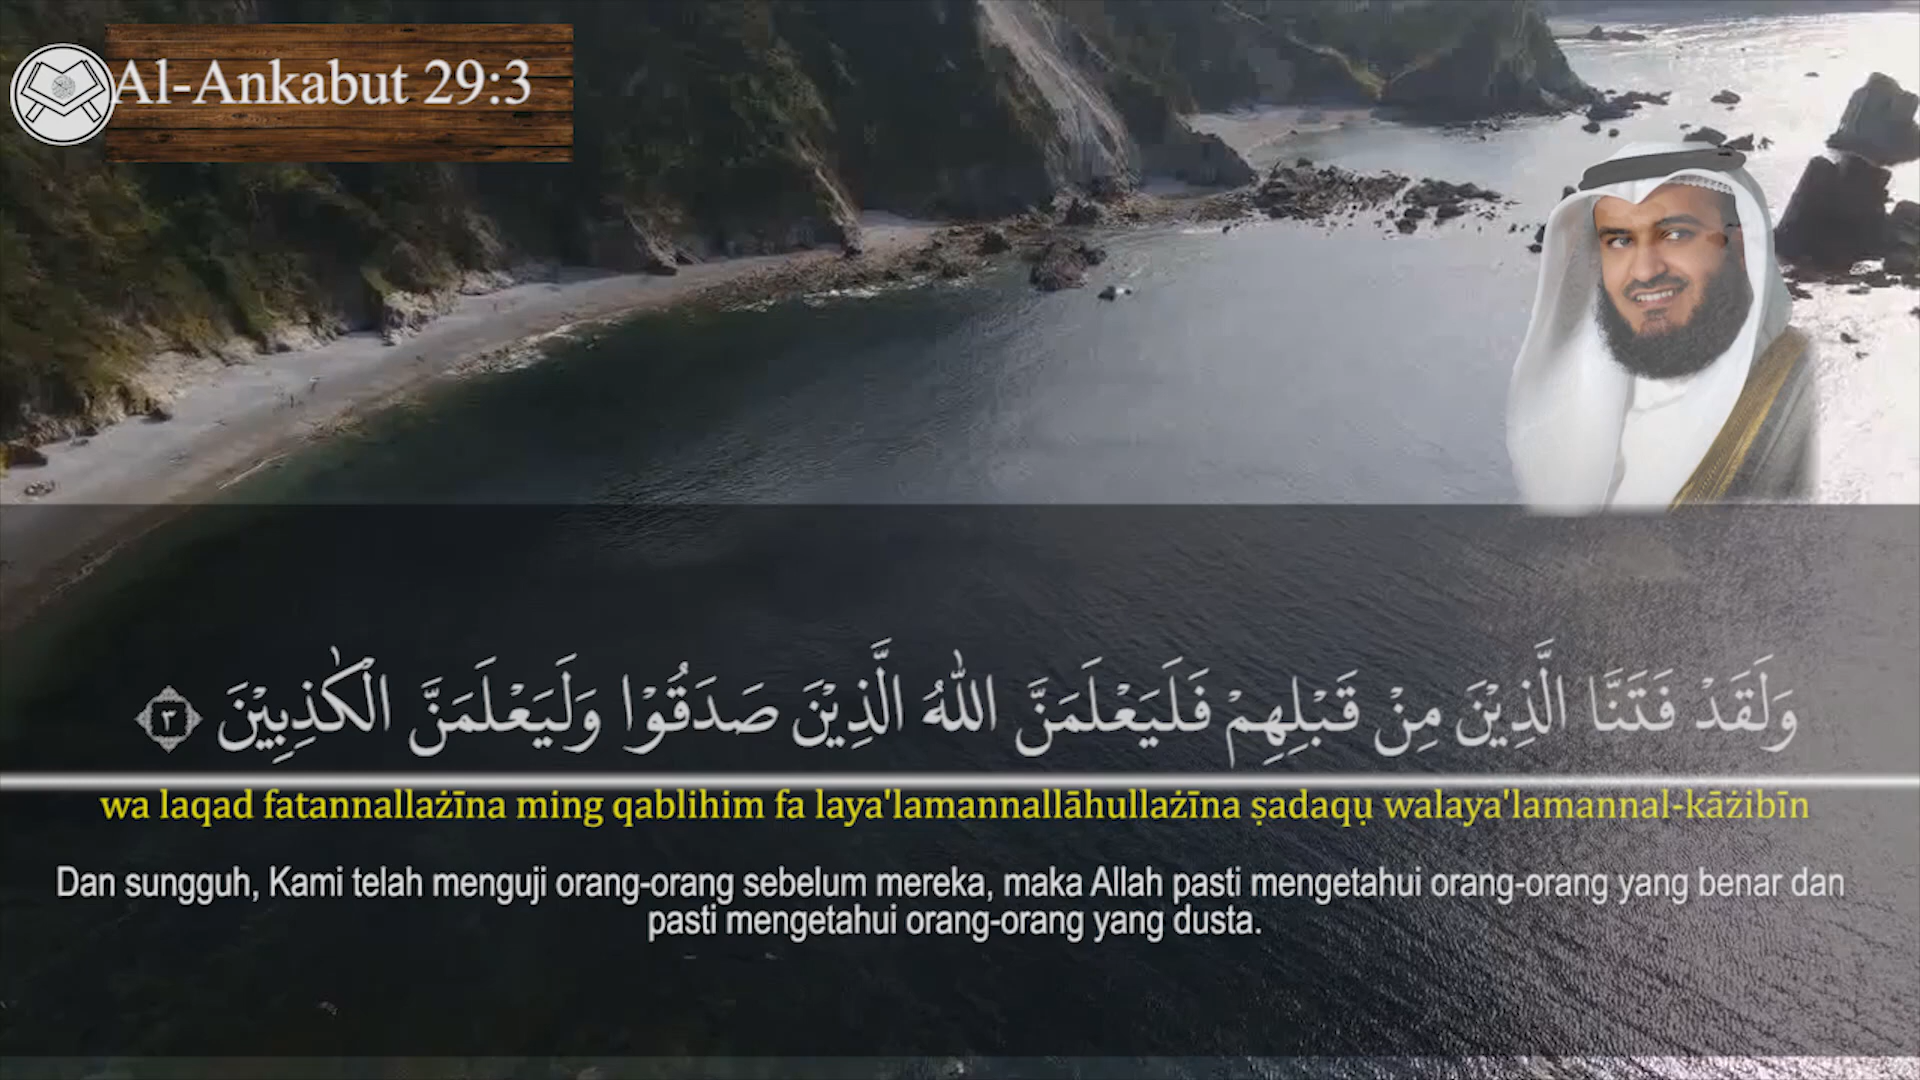 Al-Ankabut 29:3
وَلَقَدْ فَتَنَّا الَّذِيْنَ مِنْ قَبْلِهِمْ فَلَيَعْلَمَنَّ اللّٰهُ الَّذِيْنَ صَدَقُوْا وَلَيَعْلَمَنَّ الْكٰذِبِيْنَ ٣
wa laqad fatannallażīna ming qablihim fa laya'lamannallāhullażīna ṣadaqụ walaya'lamannal-kāżibīn
Dan sungguh, Kami telah menguji orang-orang sebelum mereka, maka Allah pasti mengetahui orang-orang yang benar dan
pasti mengetahui orang-orang yang dusta.